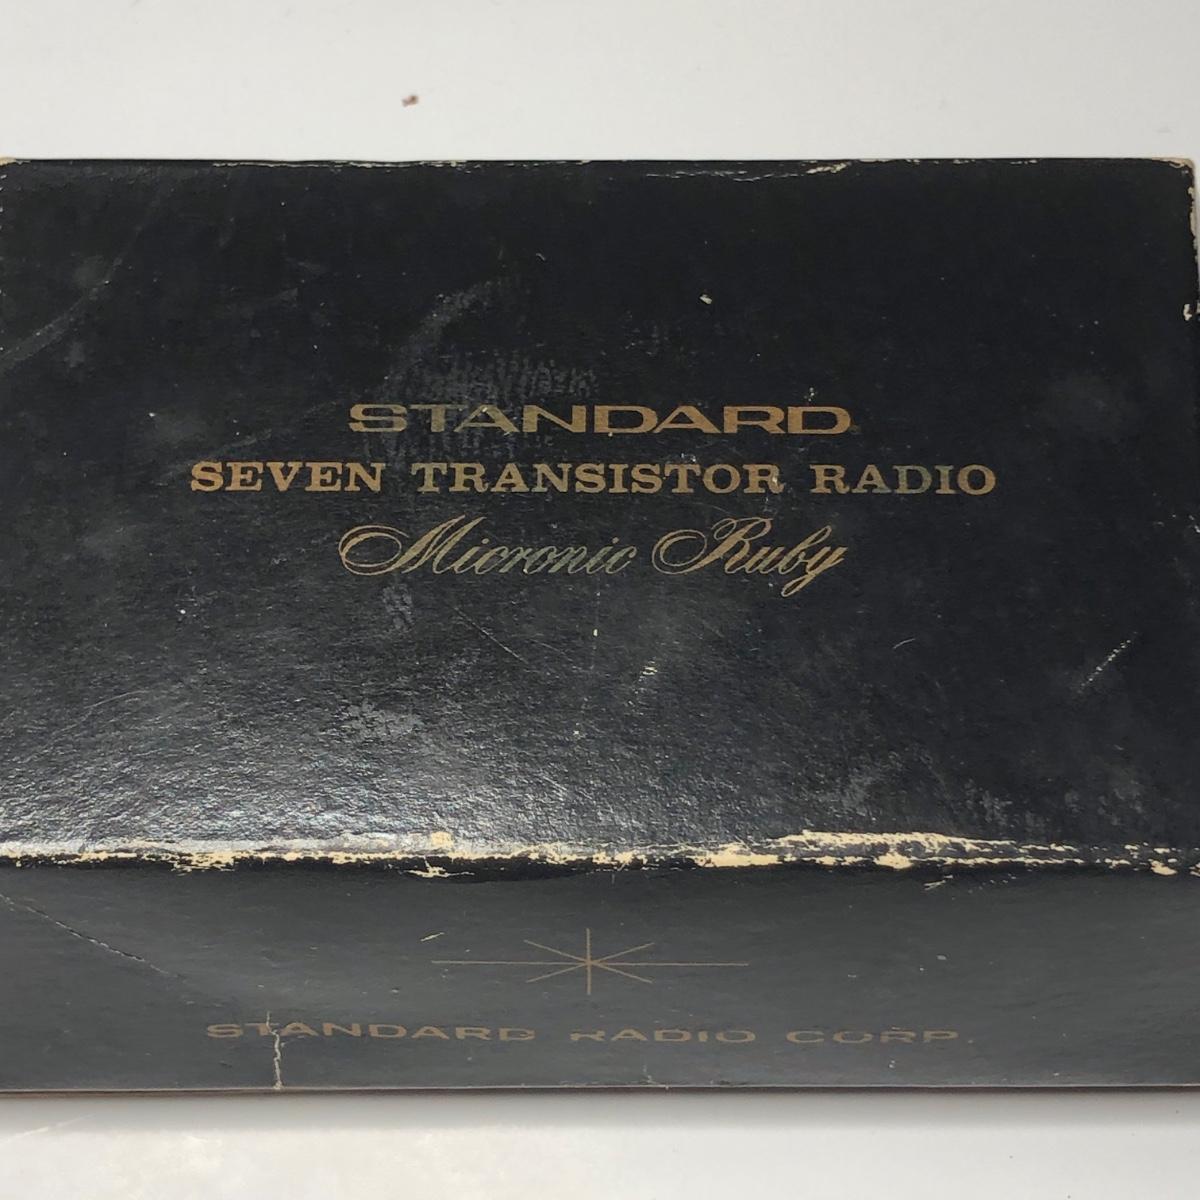 STANDARD
SEVEN TRANSISTOR RADIO
Micronic Ruby
STANDARD RADIO CORP.